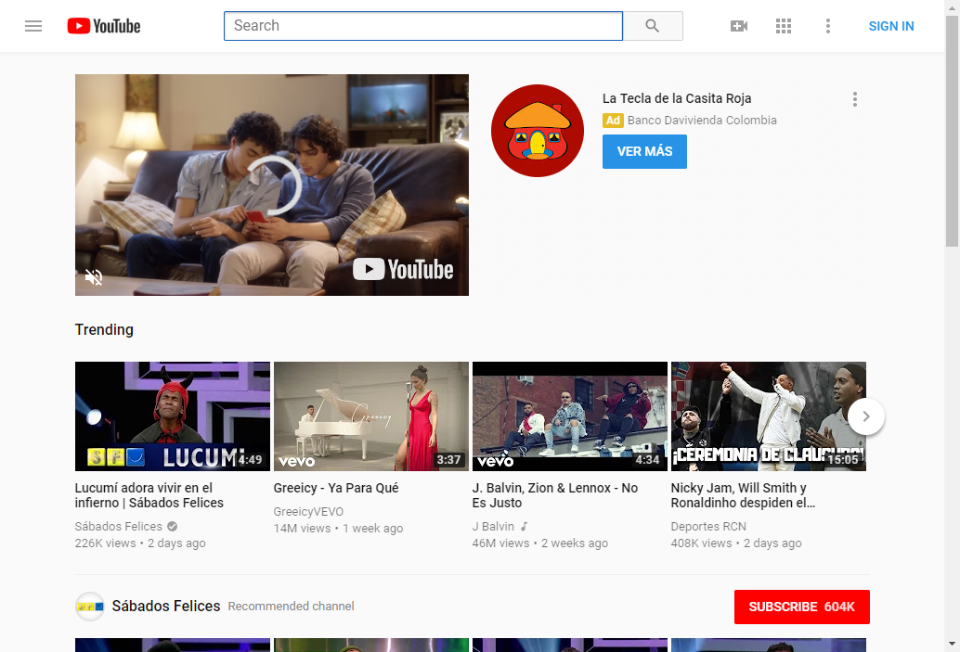 YouTube
Search
SIGN IN
YouTube
La Tecla de la Casita Roja
Ad Banco Davivienda Colombia
VER MÁS
Trending
LUCUMÍ
4:49
Greeicy
vevo
3:37
vevo
4:34
¡CEREMONIA DE CLAUSURA!
15:05
Lucumí adora vivir en el
infierno | Sábados Felices
Sábados Felices
226K views • 2 days ago
Greeicy - Ya Para Qué
GreeicyVEVO
14M views • 1 week ago
J. Balvin, Zion & Lennox - No
Es Justo
J Balvin
46M views • 2 weeks ago
Nicky Jam, Will Smith y
Ronaldinho despiden el...
Deportes RCN
408K views • 2 days ago
Sábados Felices Recommended channel
SUBSCRIBE 604K